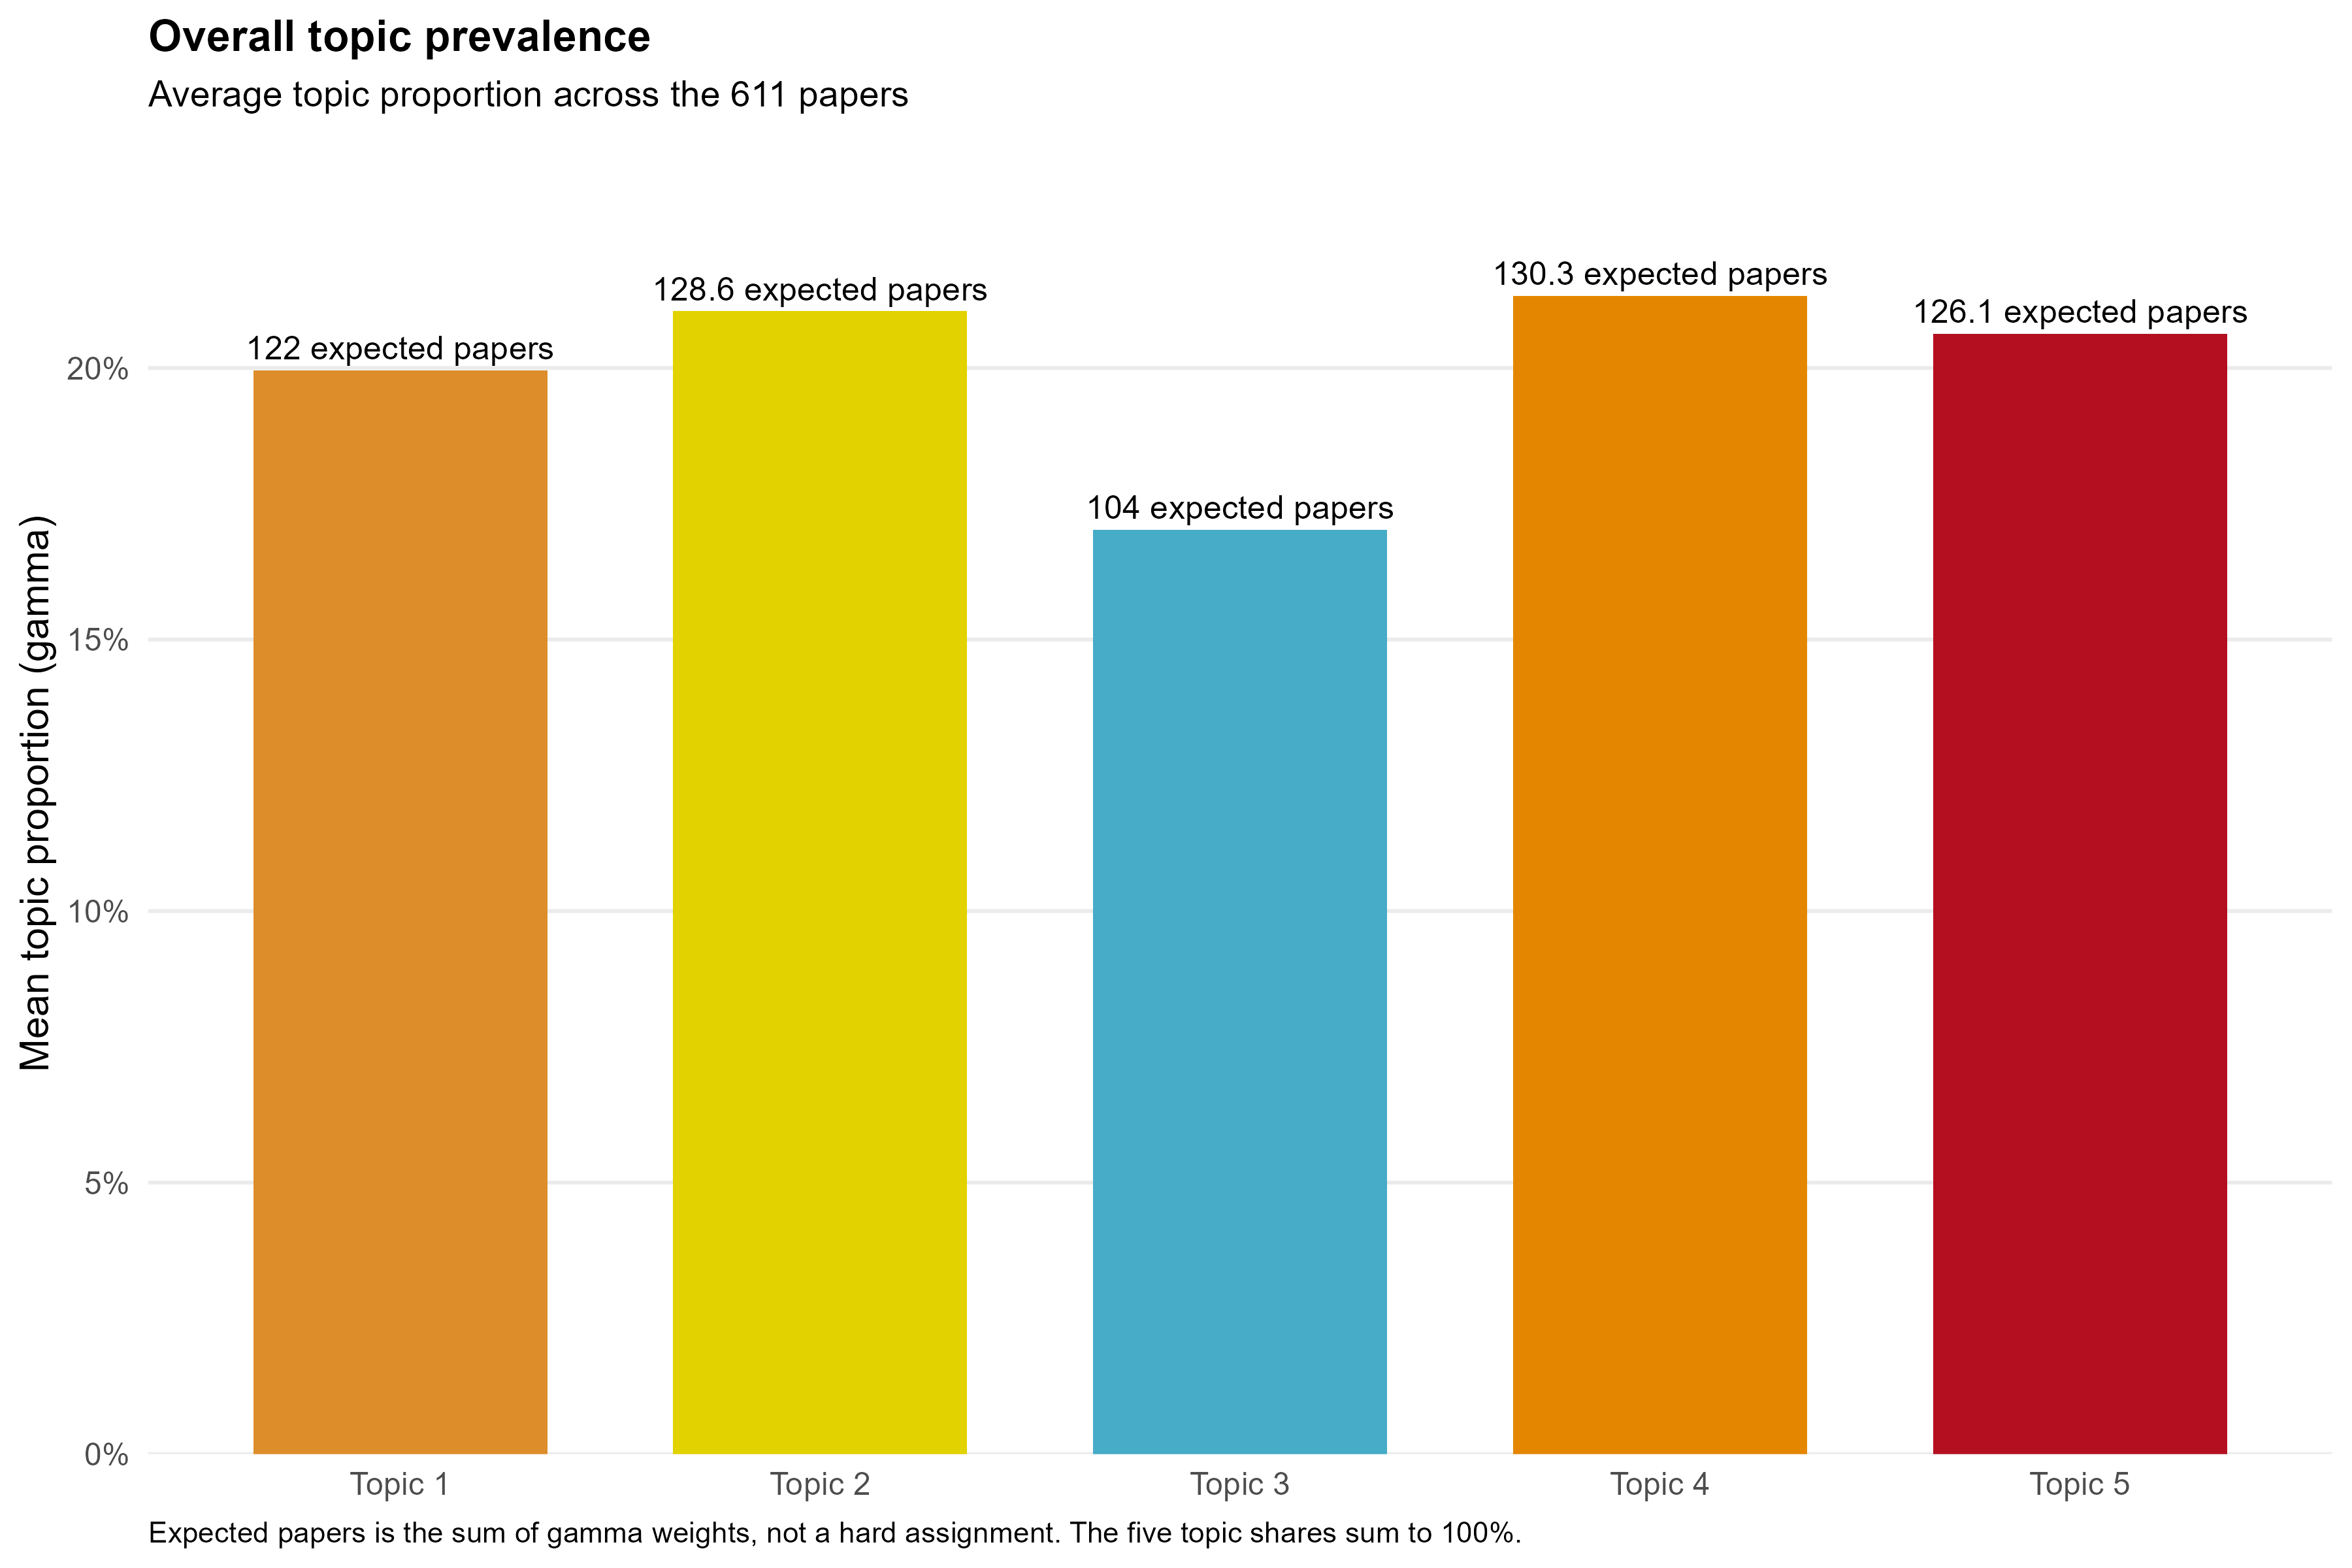 Overall topic prevalence
Average topic proportion across the 611 papers
130.3 expected papers
128.6 expected papers
126.1 expected papers
122 expected papers
20%
104 expected papers
15%
10%
5%
0%
Mean topic proportion (gamma)
Topic 1 Topic 2 Topic 3 Topic 4 Topic 5
Expected papers is the sum of gamma weights, not a hard assignment. The five topic shares sum to 100%.